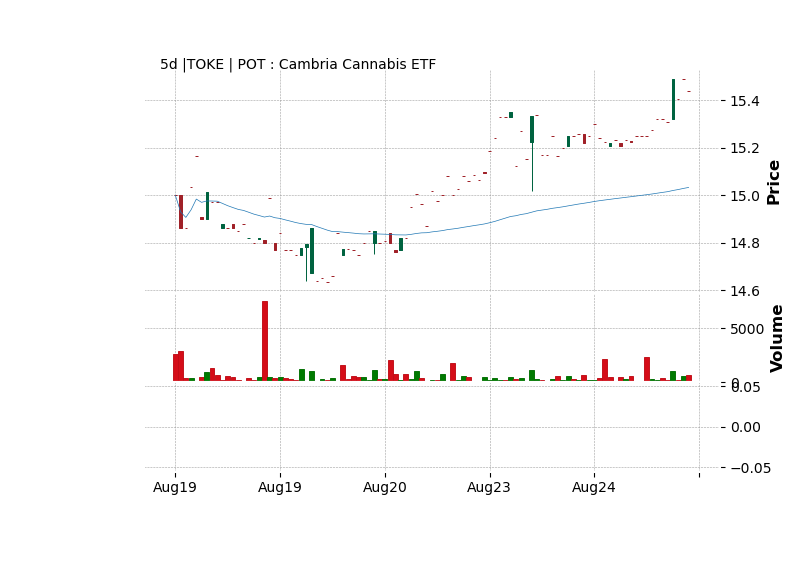 5d |TOKE | POT : Cambria Cannabis ETF
15.4
15.2
15.0
14.8
14.6
Price
5000
0
Volume
0.05
0.00
−0.05
Aug19 Aug19 Aug20 Aug23 Aug24